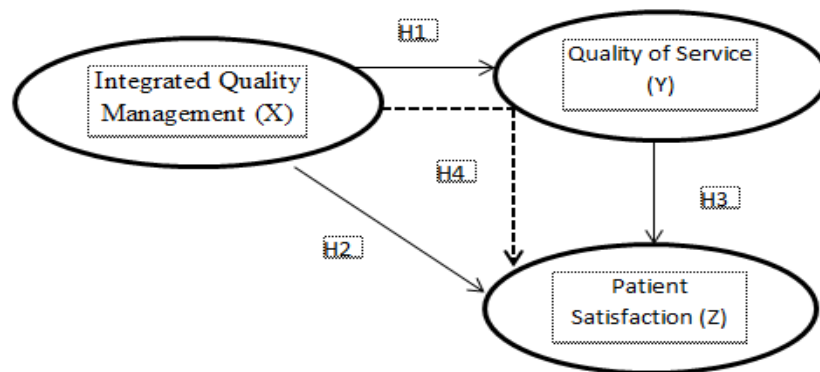 H1
Integrated Quality
Management (X)
Quality of Service
(Y)
H4
H3
H2
Patient
Satisfaction (Z)